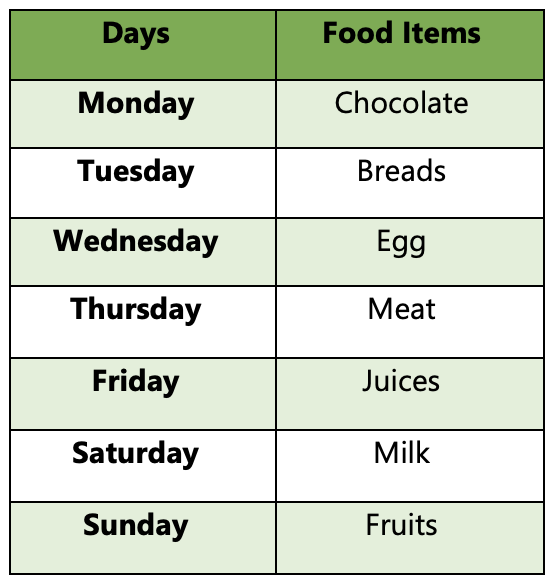 Days Food Items
Monday Chocolate
Tuesday Breads
Wednesday Egg
Thursday Meat
Friday Juices
Saturday Milk
Sunday Fruits